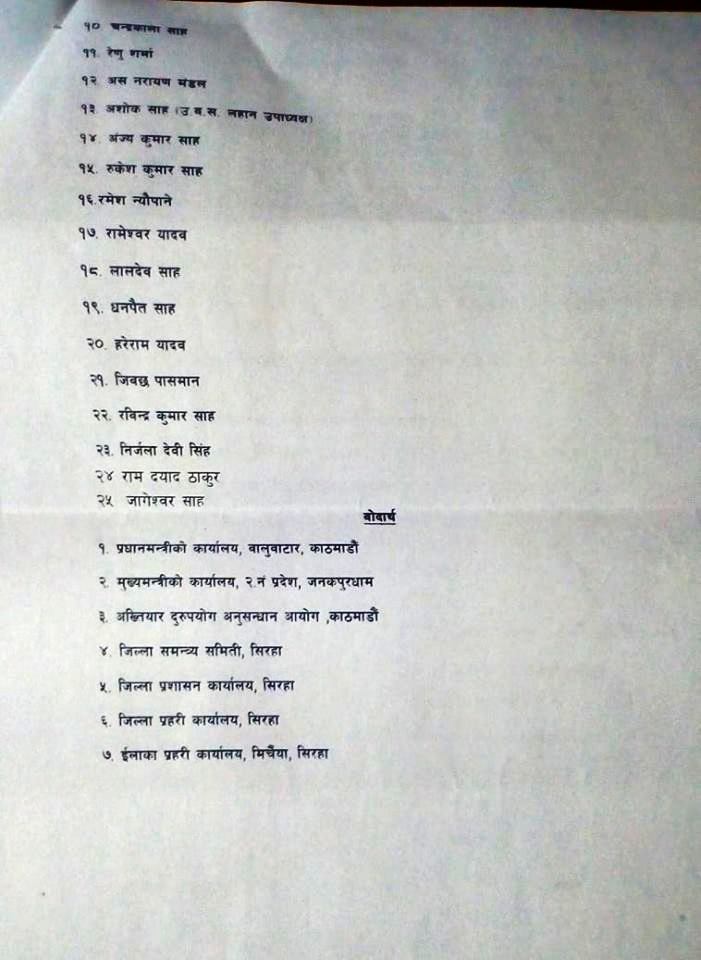 १० चन्द्रकला साह
११. रेणु शर्मा
१२ अस नरायण मंडल
१३ अशोक साह (उ.ब.स. लहान उपाध्यक्ष)
१४. अंज्य कुमार साह
१५. रुकेश कुमार साह
१६.रमेश न्यौपाने
१७. रामेश्वर यादव
१८. लालदेव साह
१९. धनपैत साह
२०. हरेराम यादव
२१. जिवछ पासमान
२२. रविन्द्र कुमार साह
२३. निर्जला देवी सिंह
२४ राम दयाद ठाकुर
२५ जागेश्वर साह
बोदार्थ
१. प्रधानमन्त्रीको कार्यालय, वालुवाटार, काठमाडौं
२. मुख्यमन्त्रीको कार्यालय, २.नं प्रदेश, जनकपुरधाम
३. अख्तियार दुरुपयोग अनुसन्धान आयोग ,काठमाडौं
४. जिल्ला समन्व्य समिती, सिरहा
५. जिल्ला प्रशासन कार्यालय, सिरहा
६. जिल्ला प्रहरी कार्यालय, सिरहा
७. ईलाका प्रहरी कार्यालय, मिर्चैया, सिरहा